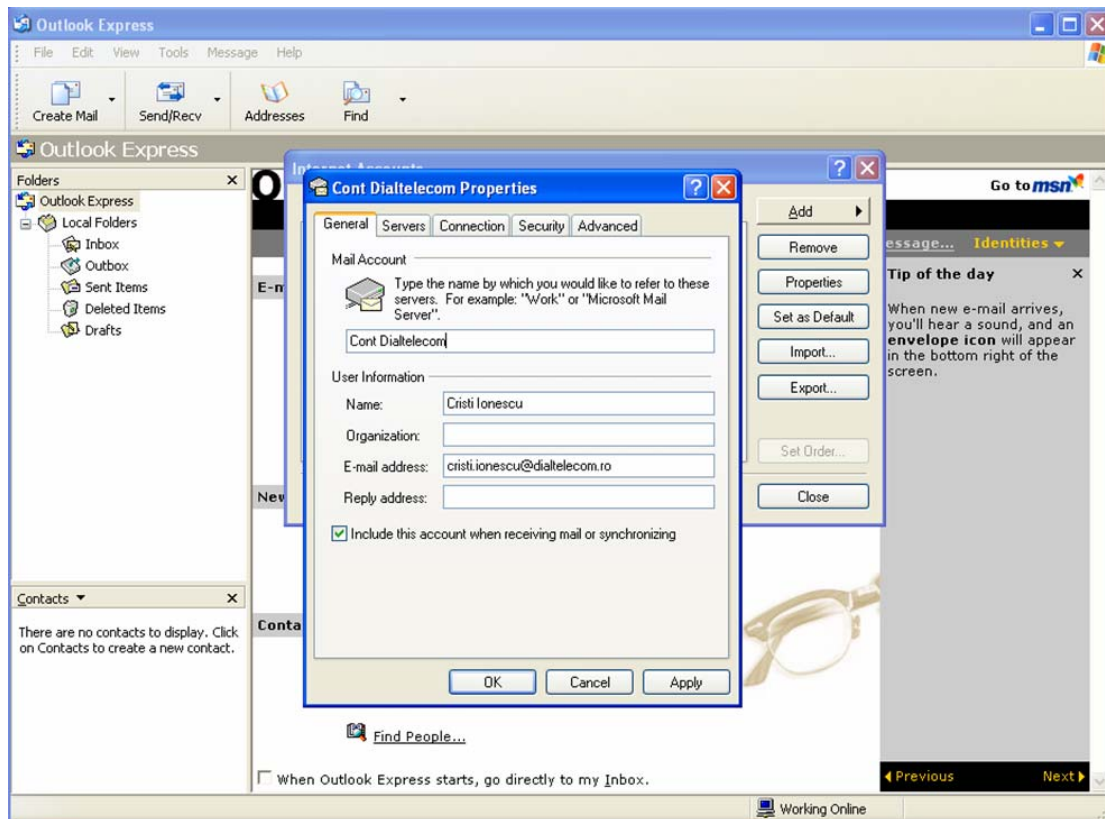 Outlook Express
File Edit View Tools Message Help
Create Mail Send/Recv Addresses Find
Outlook Express
Folders
Outlook Express
Local Folders
Inbox
Outbox
Sent Items
Deleted Items
Drafts
Contacts
There are no contacts to display. Click
on Contacts to create a new contact.
Go to msn
Identities
Internet Accounts
Add
Remove
Properties
Set as Default
Import...
Export...
Set Order...
Close
Cont Dialtelecom Properties
General Servers Connection Security Advanced
Mail Account
Type the name by which you would like to refer to these
servers. For example: "Work" or "Microsoft Mail
Server".
Cont Dialtelecom
User Information
Name: Cristi Ionescu
Organization:
E-mail address: cristi.ionescu@dialtelecom.ro
Reply address:
Include this account when receiving mail or synchronizing
OK Cancel Apply
Find People...
When Outlook Express starts, go directly to my Inbox.
Tip of the day
When new e-mail arrives,
you'll hear a sound, and an
envelope icon will appear
in the bottom right of the
screen.
Previous Next
Working Online